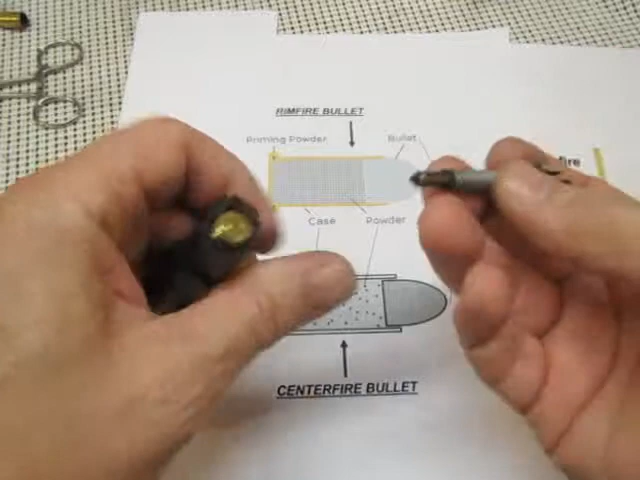 RIMFIRE BULLET
Priming Powder
Bullet
Case
Powder
CENTERFIRE BULLET